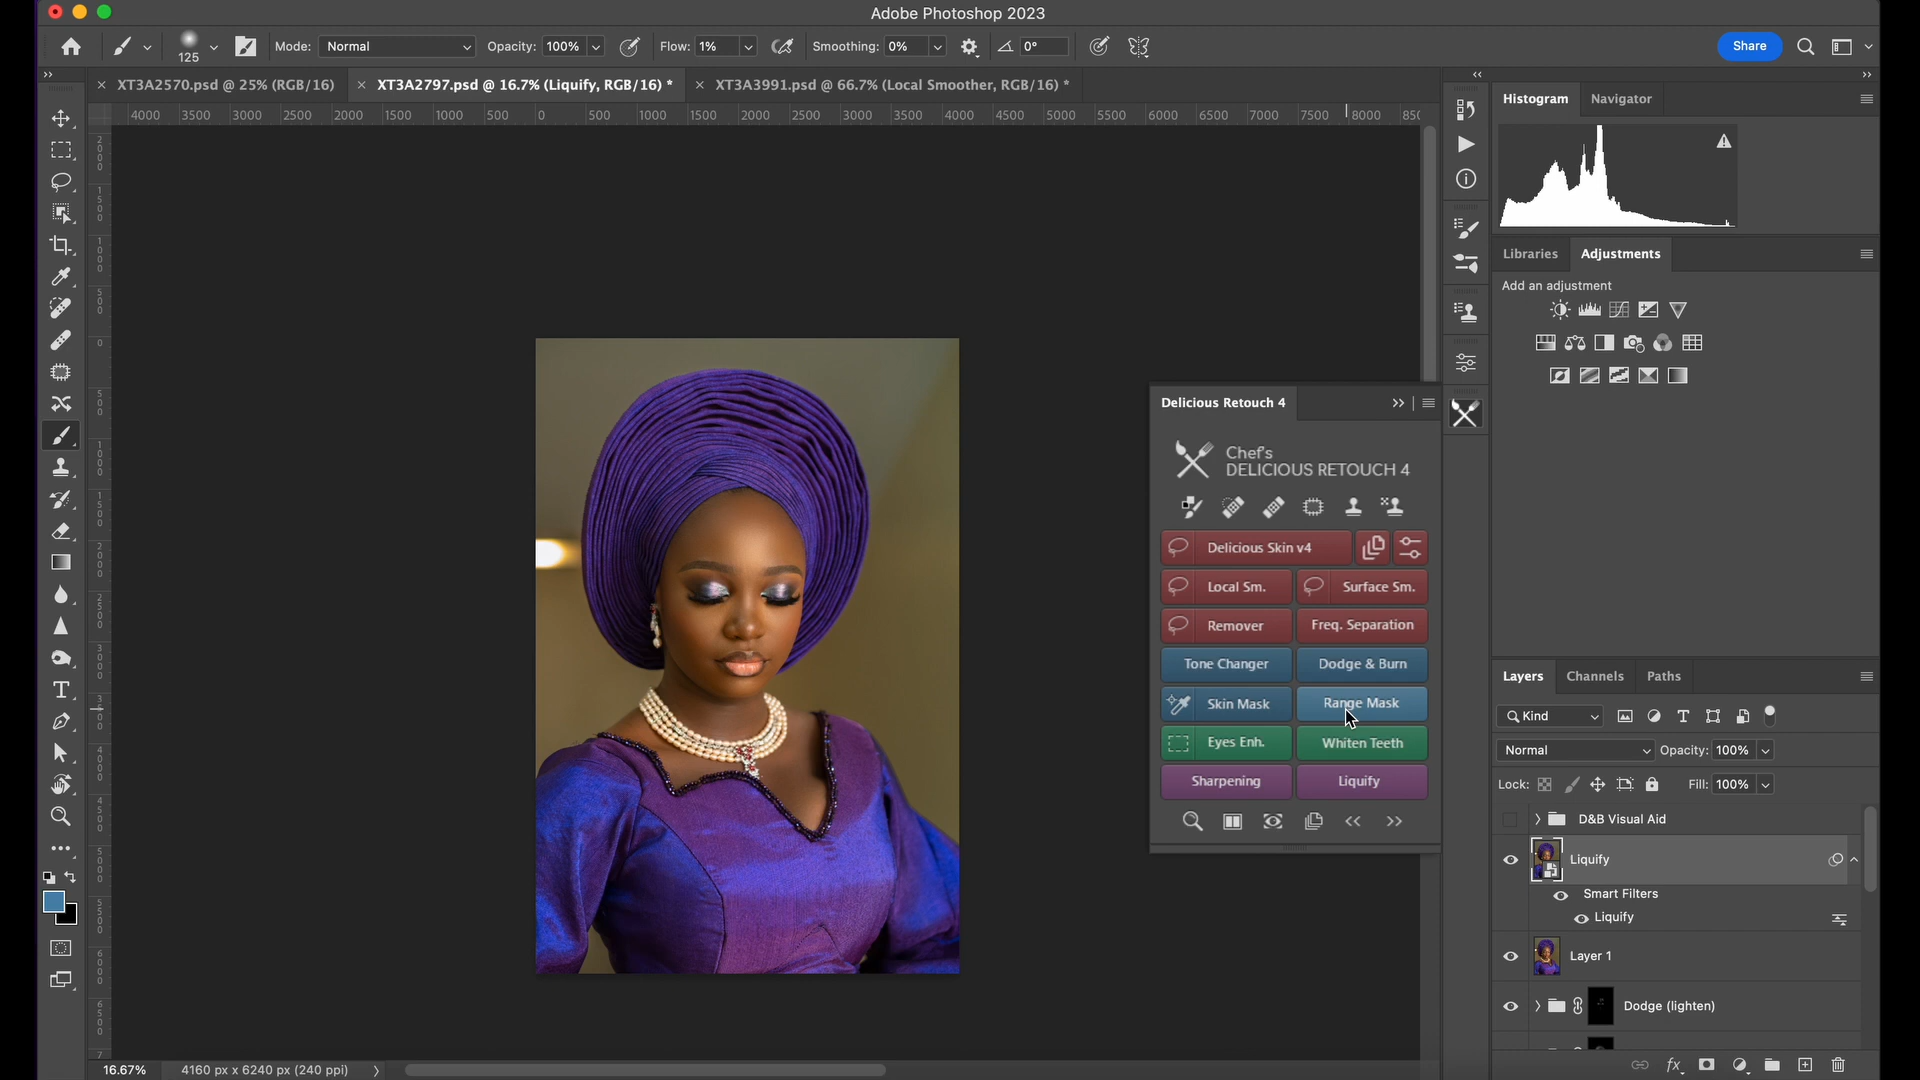 Adobe Photoshop 2023
125
Mode: Normal
Opacity: 100%
Flow: 1%
Smoothing: 0%
0°
Share
XT3A2570.psd @ 25% (RGB/16)
XT3A2797.psd @ 16.7% (Liquify, RGB/16) *
XT3A3991.psd @ 66.7% (Local Smoother, RGB/16) *
4000 3500 3000 2500 2000 1500 1000 500 0 500 1000 1500 2000 2500 3000 3500 4000 4500 5000 5500 6000 6500 7000 7500 8000
Histogram Navigator
Libraries Adjustments
Add an adjustment
Delicious Retouch 4
Chef's
DELICIOUS RETOUCH 4
Delicious Skin v4
Local Sm. Surface Sm.
Remover Freq. Separation
Tone Changer Dodge & Burn
Skin Mask Range Mask
Eyes Enh. Whiten Teeth
Sharpening Liquify
Layers Channels Paths
Kind
Normal Opacity: 100%
Lock: Fill: 100%
D&B Visual Aid
Liquify
Smart Filters
Liquify
Layer 1
Dodge (lighten)
fx
16.67% 4160 px x 6240 px (240 ppi)